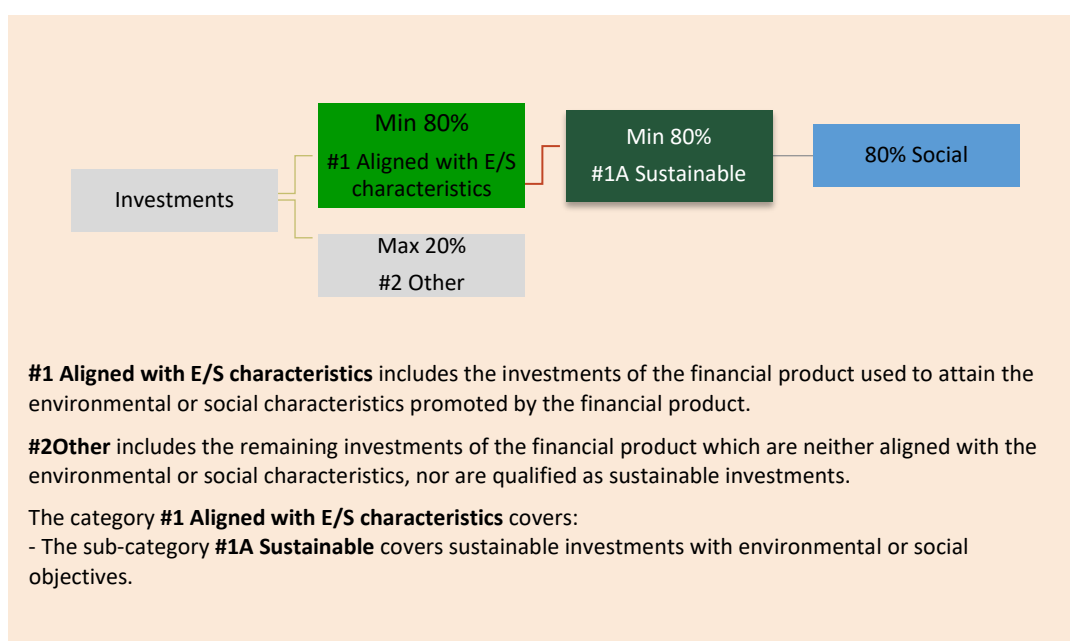 Min 80%
#1 Aligned with E/S
characteristics
Min 80%
#1A Sustainable
80% Social
Investments
Max 20%
#2 Other
#1 Aligned with E/S characteristics includes the investments of the financial product used to attain the
environmental or social characteristics promoted by the financial product.
#2Other includes the remaining investments of the financial product which are neither aligned with the
environmental or social characteristics, nor are qualified as sustainable investments.
The category #1 Aligned with E/S characteristics covers:
- The sub-category #1A Sustainable covers sustainable investments with environmental or social
objectives.